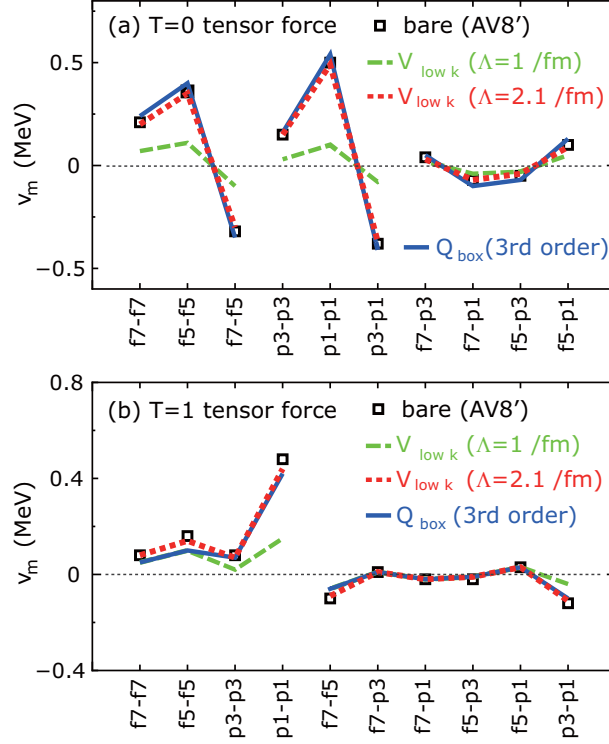 (a) T=0 tensor force
bare (AV8′)
V low k (Λ=1 /fm)
V low k (Λ=2.1 /fm)
Q box (3rd order)
v m (MeV)
0.5
0
−0.5
f7-f7
f5-f5
f7-f5
p3-p3
p1-p1
p3-p1
f7-p3
f7-p1
f5-p3
f5-p1
(b) T=1 tensor force
bare (AV8′)
V low k (Λ=1 /fm)
V low k (Λ=2.1 /fm)
Q box (3rd order)
v m (MeV)
0.8
0.4
0
−0.4
f7-f7
f5-f5
p3-p3
p1-p1
f7-f5
f7-p3
f7-p1
f5-p3
f5-p1
p3-p1